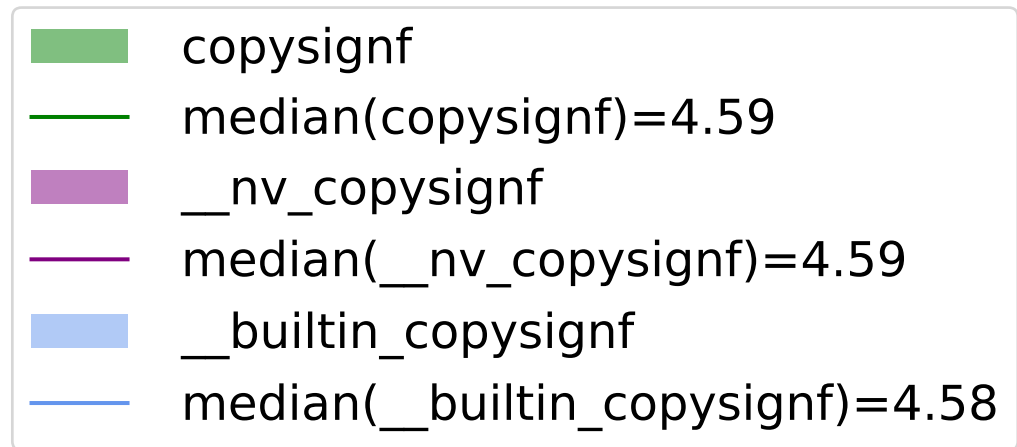 copysignf
median(copysignf)=4.59
__nv_copysignf
median(__nv_copysignf)=4.59
__builtin_copysignf
median(__builtin_copysignf)=4.58